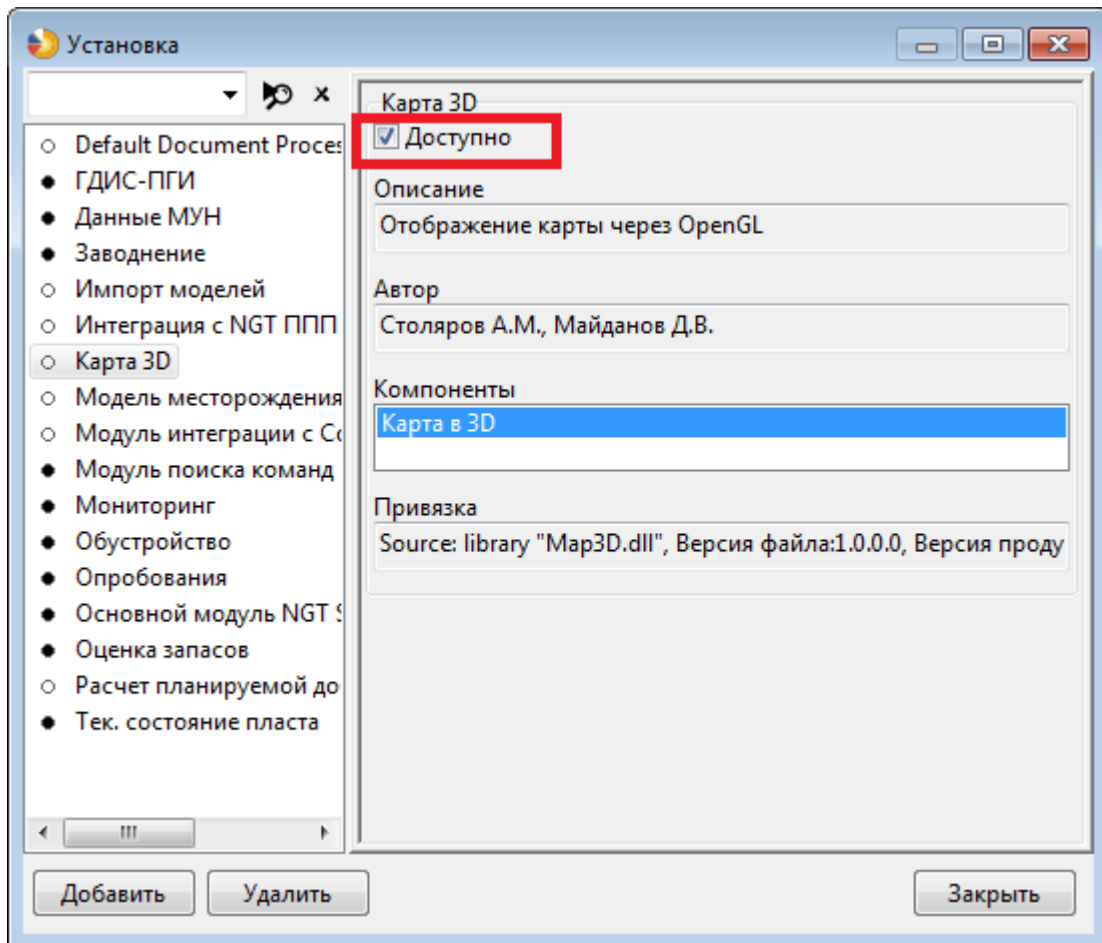 Установка
Default Document Proces
ГДИС-ПГИ
Данные МУН
Заводнение
Импорт моделей
Интеграция с NGT ППП
Карта 3D
Модель месторождения
Модуль интеграции с Co
Модуль поиска команд
Мониторинг
Обустройство
Опробования
Основной модуль NGT S
Оценка запасов
Расчет планируемой до
Тек. состояние пласта
Карта 3D
Доступно
Описание
Отображение карты через OpenGL
Автор
Столяров А.М., Майданов Д.В.
Компоненты
Карта в 3D
Привязка
Source: library "Map3D.dll", Версия файла:1.0.0.0, Версия проду
Добавить
Удалить
Закрыть